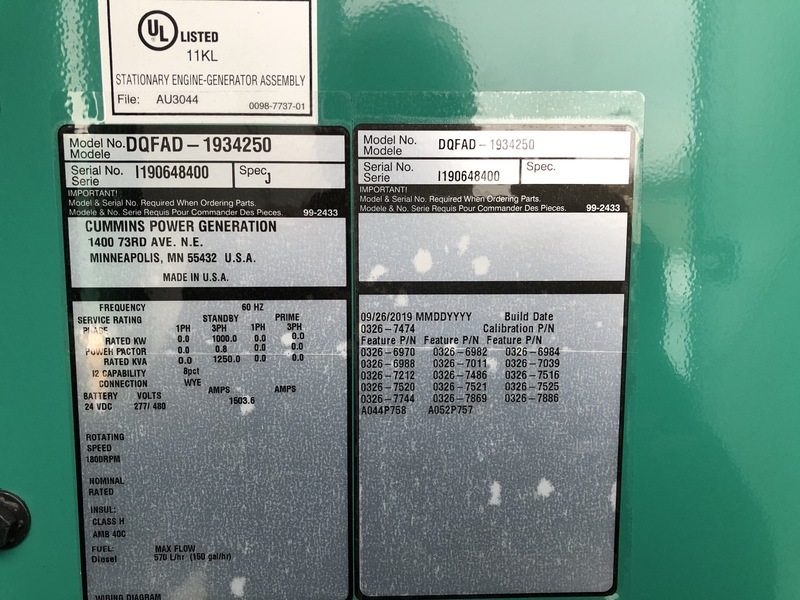 UL LISTED
11KL
STATIONARY ENGINE-GENERATOR ASSEMBLY
File: AU3044
0098-7737-01
Model No. DQFAD-1934250
Modele
Serial No. I190648400 Spec. J
Serie
IMPORTANT!
Model & Serial No. Required When Ordering Parts.
Modele & No. Serie Requis Pour Commander Des Pieces. 99-2433
CUMMINS POWER GENERATION
1400 73RD AVE. N.E.
MINNEAPOLIS, MN 55432 U.S.A.
MADE IN U.S.A.
FREQUENCY 60 HZ
SERVICE RATING STANDBY PRIME
PHASE 1PH 3PH 1PH 3PH
RATED KW 0.0 1000.0 0.0 0.0
POWER FACTOR 0.0 0.8 0.0 0.0
RATED KVA 0.0 1250.0 0.0 0.0
I2 CAPABILITY 8pct
CONNECTION WYE
BATTERY VOLTS AMPS AMPS
24 VDC 277/ 480 1503.6
ROTATING
SPEED
1800RPM
NOMINAL
RATED
INSUL:
CLASS H
AMB 40C
FUEL: MAX FLOW
Diesel 570 L/hr (150 gal/hr)
WIRING DIAGRAM
Model No. DQFAD-1934250
Modele
Serial No. I190648400 Spec.
Serie
IMPORTANT!
Model & Serial No. Required When Ordering Parts.
Modele & No. Serie Requis Pour Commander Des Pieces. 99-2433
09/26/2019 MMDDYYYY Build Date
0326-7474 Calibration P/N
Feature P/N Feature P/N Feature P/N
0326-6970 0326-6982 0326-6984
0326-6988 0326-7011 0326-7039
0326-7212 0326-7486 0326-7516
0326-7520 0326-7521 0326-7525
0326-7744 0326-7869 0326-7886
A044P758 A052P757